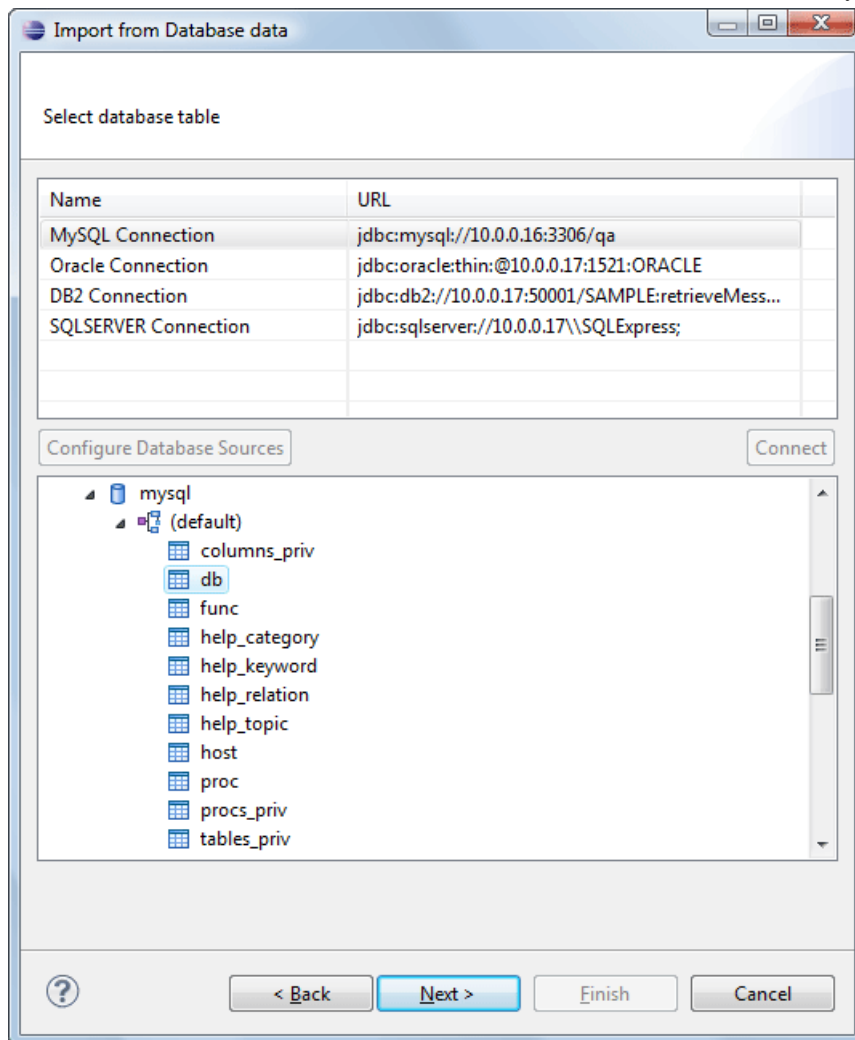 Import from Database data
Select database table
Name URL
MySQL Connection jdbc:mysql://10.0.0.16:3306/qa
Oracle Connection jdbc:oracle:thin:@10.0.0.17:1521:ORACLE
DB2 Connection jdbc:db2://10.0.0.17:50001/SAMPLE:retrieveMess...
SQLSERVER Connection jdbc:sqlserver://10.0.0.17\\SQLExpress;
Configure Database Sources Connect
mysql
(default)
columns_priv
db
func
help_category
help_keyword
help_relation
help_topic
host
proc
procs_priv
tables_priv
? < Back Next > Finish Cancel